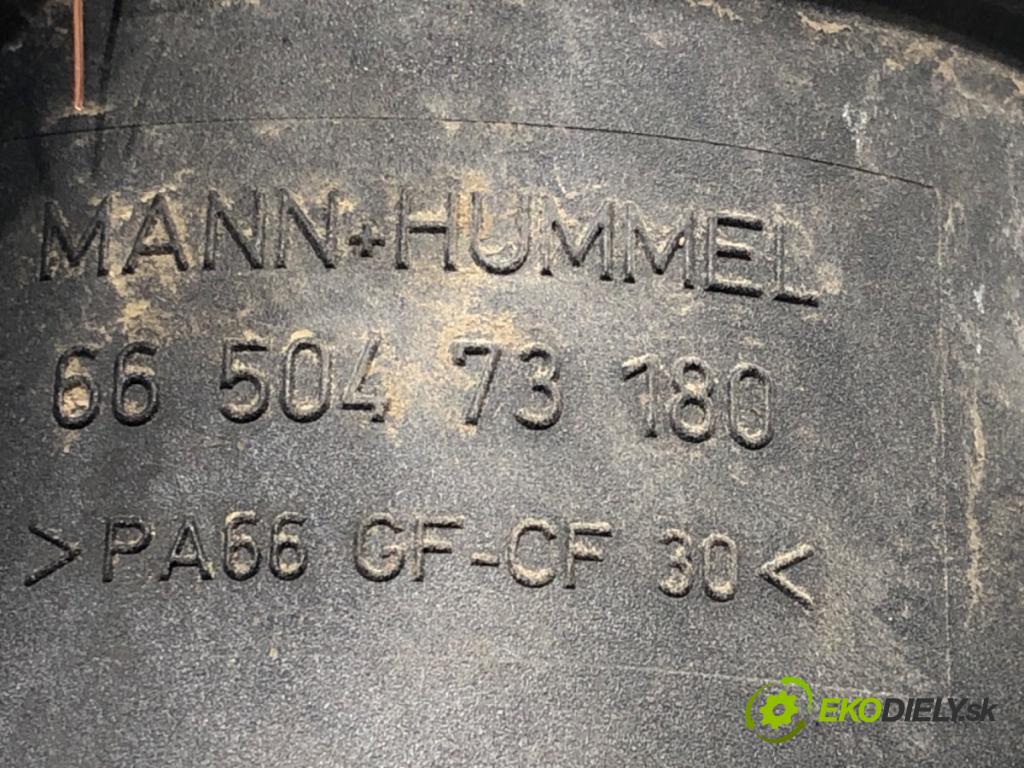 MANN+HUMMEL
66 504 73 180
>PA66 GF-CF 30<
EKODIELY.sk